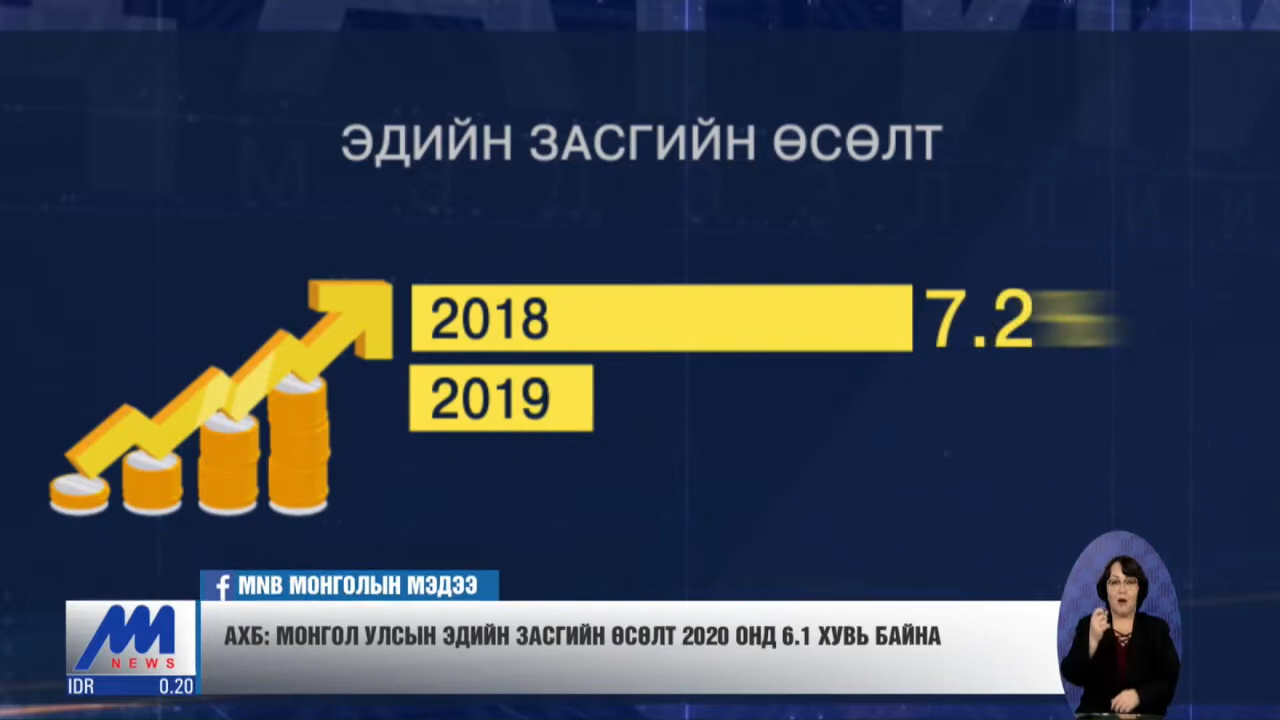 ЭДИЙН ЗАСГИЙН ӨСӨЛТ
2018 7.2
2019
f MNB МОНГОЛЫН МЭДЭЭ
АХБ: МОНГОЛ УЛСЫН ЭДИЙН ЗАСГИЙН ӨСӨЛТ 2020 ОНД 6.1 ХУВЬ БАЙНА
NEWS
IDR 0.20